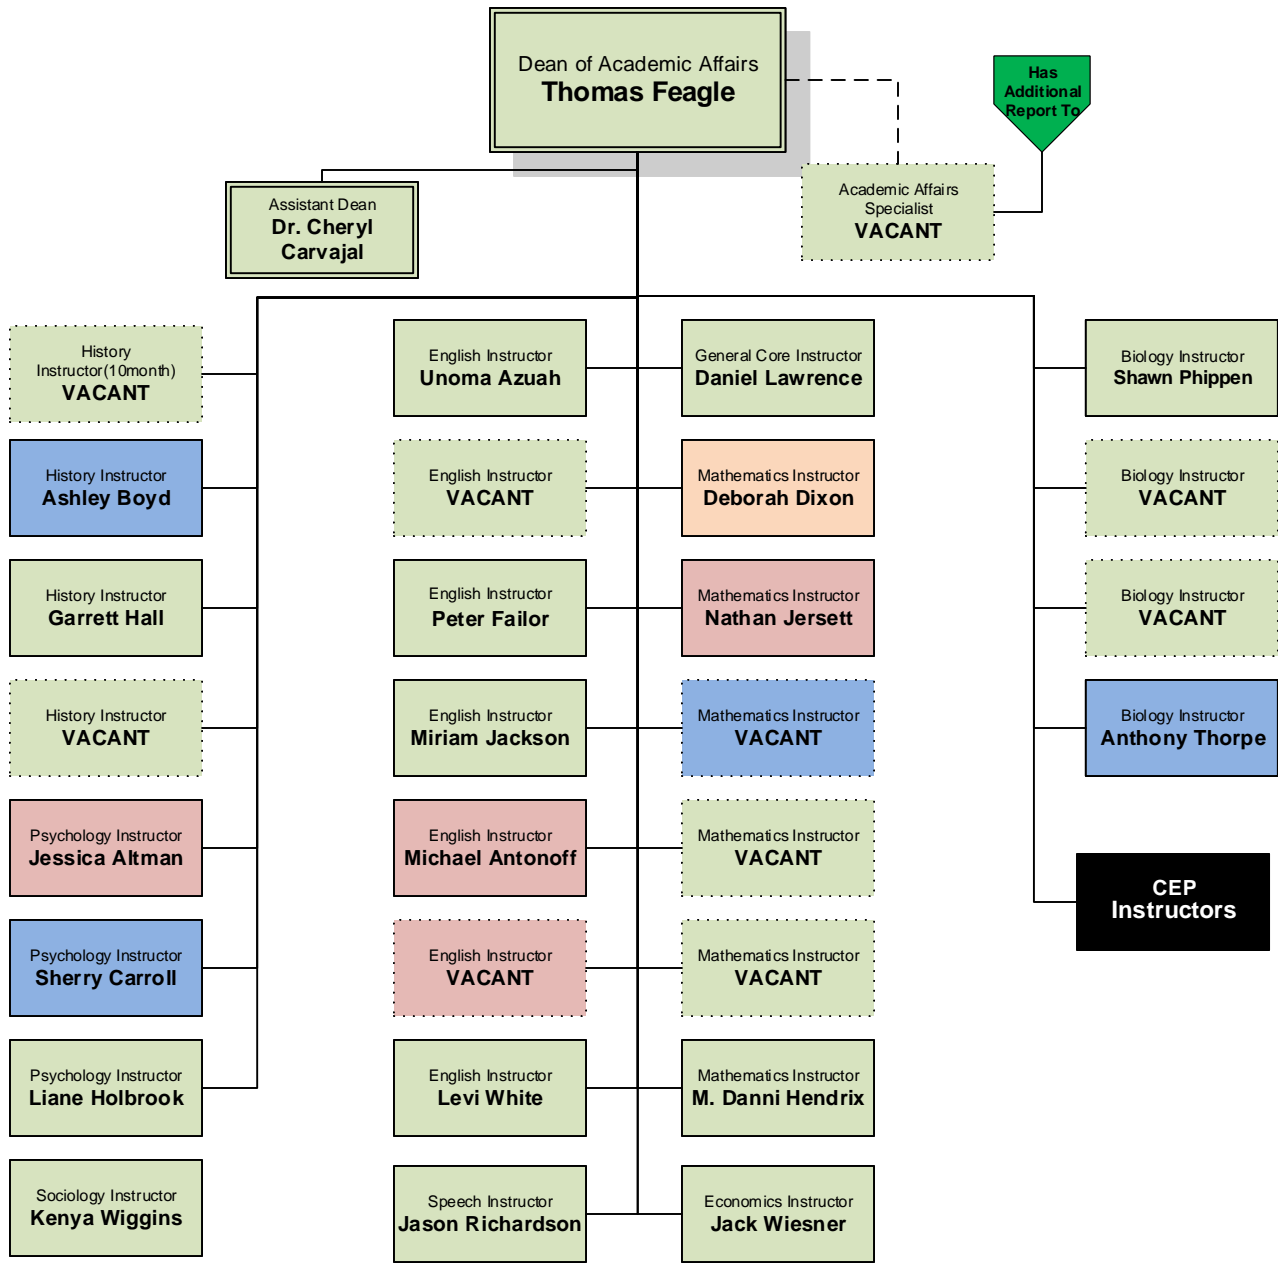 Dean of Academic Affairs
Thomas Feagle
Has
Additional
Report To
Assistant Dean
Dr. Cheryl
Carvajal
Academic Affairs
Specialist
VACANT
History
Instructor(10month)
VACANT
English Instructor
Unoma Azuah
General Core Instructor
Daniel Lawrence
Biology Instructor
Shawn Phippen
History Instructor
Ashley Boyd
English Instructor
VACANT
Mathematics Instructor
Deborah Dixon
Biology Instructor
VACANT
History Instructor
Garrett Hall
English Instructor
Peter Failor
Mathematics Instructor
Nathan Jersett
Biology Instructor
VACANT
History Instructor
VACANT
English Instructor
Miriam Jackson
Mathematics Instructor
VACANT
Biology Instructor
Anthony Thorpe
Psychology Instructor
Jessica Altman
English Instructor
Michael Antonoff
Mathematics Instructor
VACANT
CEP
Instructors
Psychology Instructor
Sherry Carroll
English Instructor
VACANT
Mathematics Instructor
VACANT
Psychology Instructor
Liane Holbrook
English Instructor
Levi White
Mathematics Instructor
M. Danni Hendrix
Sociology Instructor
Kenya Wiggins
Speech Instructor
Jason Richardson
Economics Instructor
Jack Wiesner